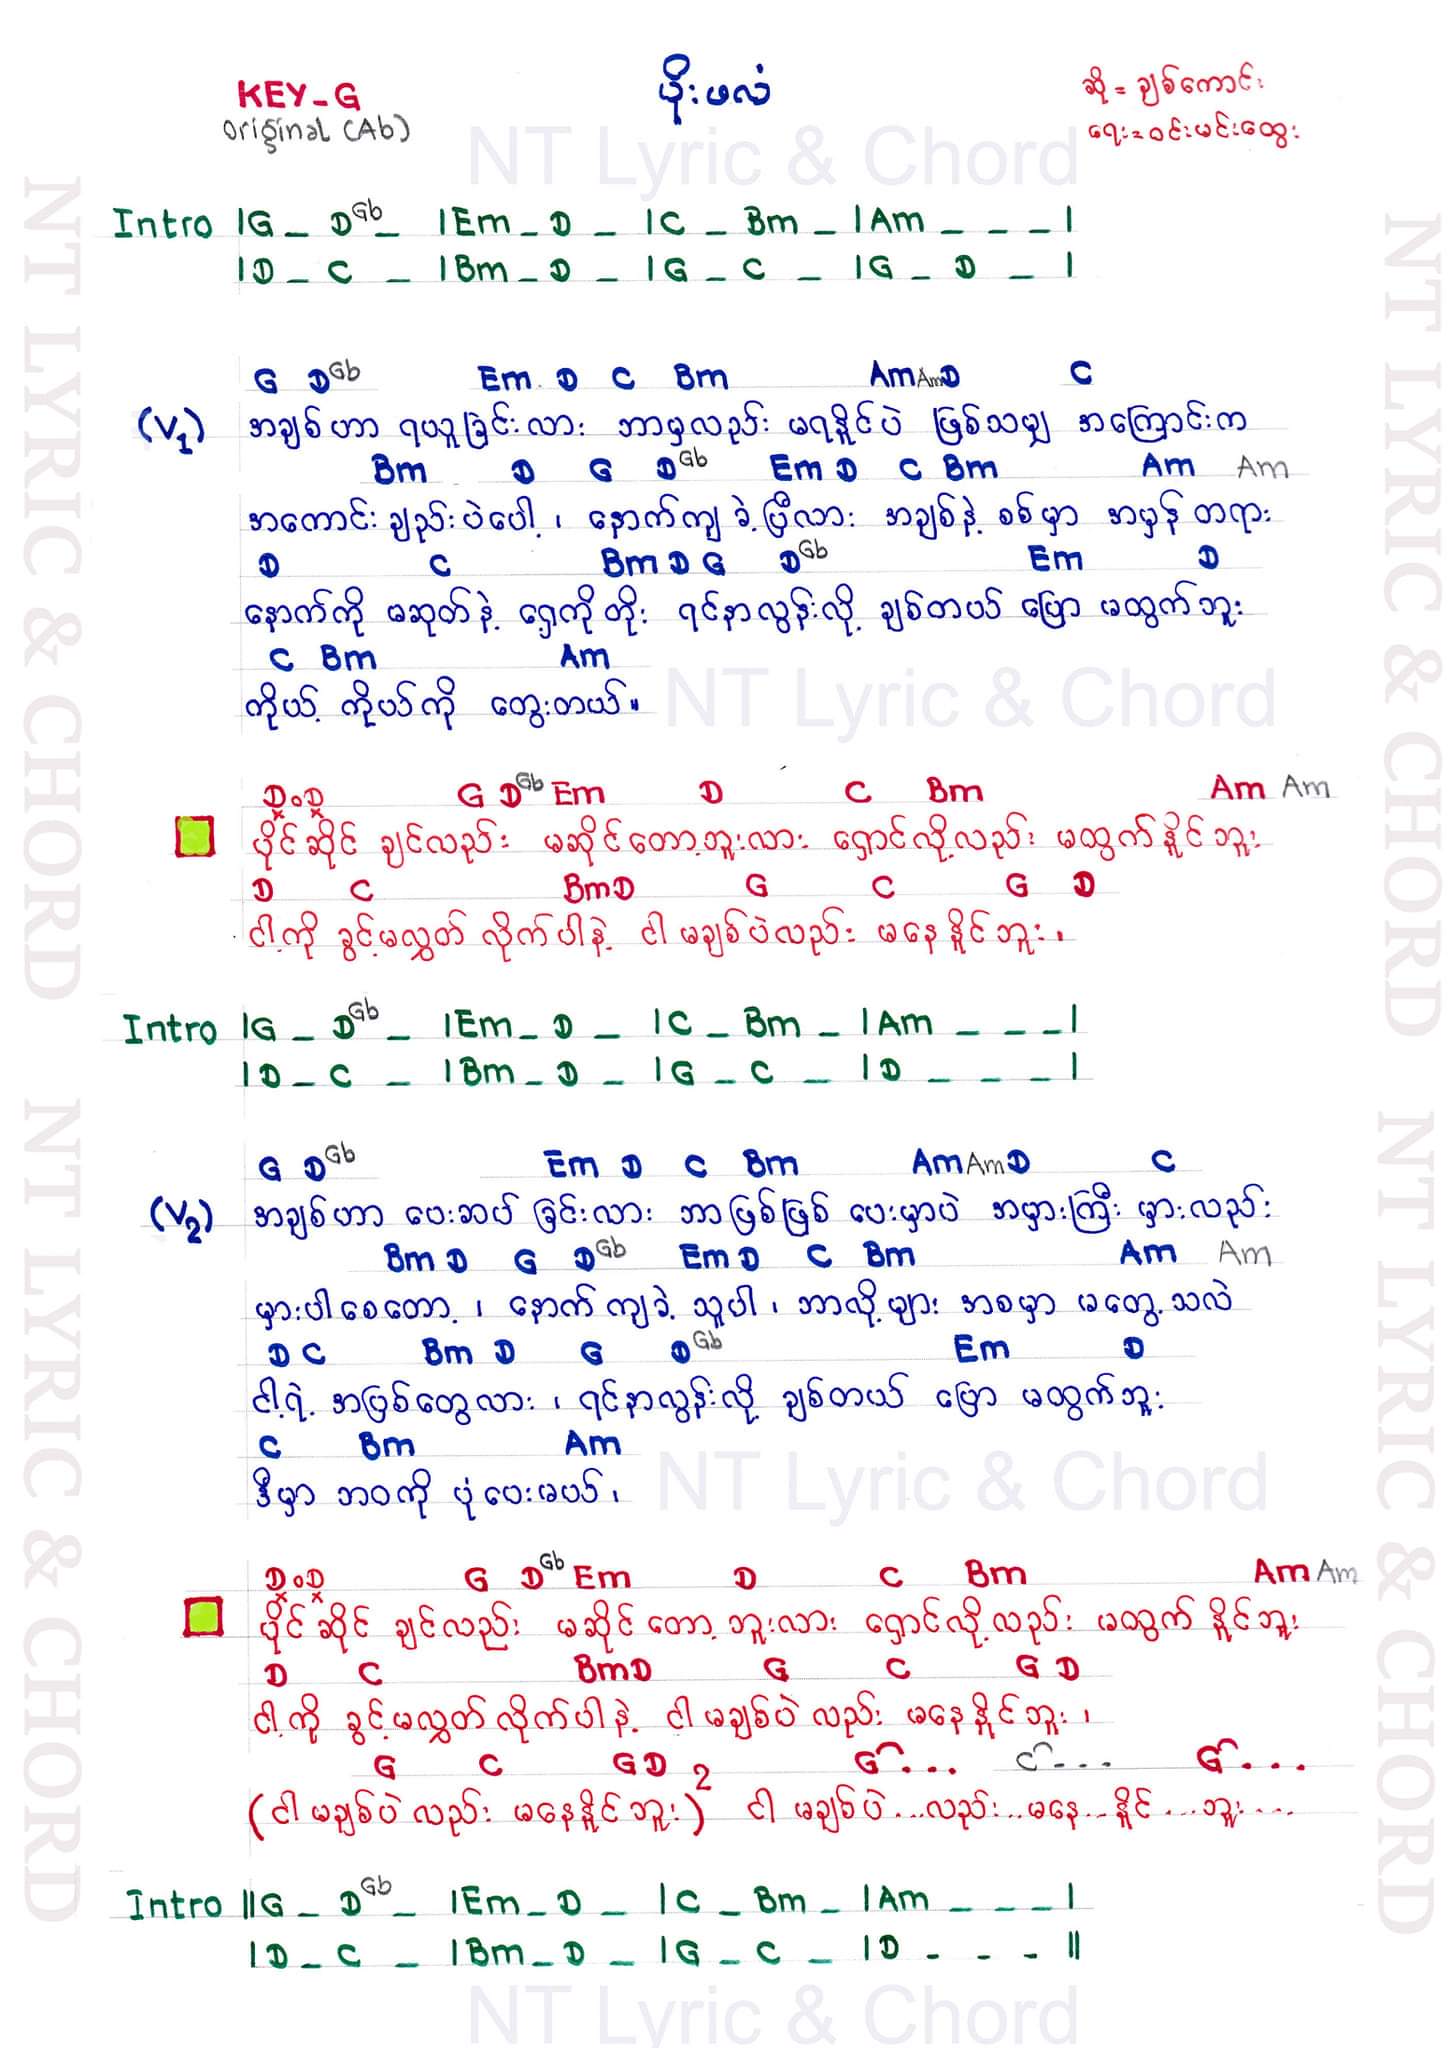 KEY-G
Original (Ab)
ပိုးဖလံ
ဆို = ချစ်ကောင်း
ရေး = ဝင်းမင်းထွေး
NT Lyric & Chord
Intro |G _ D Gb _ |Em _ D _ |C _ Bm _ |Am _ _ _ |
|D _ C _ |Bm _ D _ |G _ C _ |G _ D _ |
G D Gb Em D C Bm Am Am D C
(V1) အချစ်ဟာ ရယူခြင်းလား ဘာမှလည်း မရနိူင်ပဲ ဖြစ်သမျှ အကြောင်းက
Bm D G D Gb Em D C Bm Am Am
အကောင်းချည်းပဲပေါ့၊ နောက်ကျခဲ့ပြီလား အချစ်နဲ့ စစ်မှာ အမှန်တရား
D C Bm D G D Gb Em D
နောက်ကို မဆုတ်နဲ့ ရှေ့ကိုတိုး ရင်နာလွန်းလို့ ချစ်တယ် ပြော မထွက်ဘူး
C Bm Am
ကိုယ့် ကိုယ်ကို တွေးတယ်။
NT Lyric & Chord
D o D G D Gb Em D C Bm Am Am
ပိုင်ဆိုင် ချင်လည်း မဆိုင်တော့ဘူးလား ရှောင်လို့လည်း မထွက်နိူင်ဘူး
D C Bm D G C G D
ငါ့ကို ခွင့်မလွှတ်လိုက်ပါနဲ့ ငါမချစ်ပဲလည်း မနေနိူင်ဘူး၊
Intro |G _ D Gb _ |Em _ D _ |C _ Bm _ |Am _ _ _ |
|D _ C _ |Bm _ D _ |G _ C _ |D _ _ _ |
G D Gb Em D C Bm Am Am D C
(V2) အချစ်ဟာ ပေးဆပ်ခြင်းလား ဘာဖြစ်ဖြစ် ပေးမှာပဲ အမှားကြီး မှားလည်း
Bm D G D Gb Em D C Bm Am Am
မှားပါစေတော့၊ နောက်ကျခဲ့သူပါ၊ ဘာလို့များ အစမှာ မတွေ့သလဲ
D C Bm D G D Gb Em D
ငါ့ရဲ့ အဖြစ်တွေလား၊ ရင်နာလွန်းလို့ ချစ်တယ် ပြော မထွက်ဘူး
C Bm Am
ဒီမှာ ဘဝကို ပုံပေးမယ်၊
NT Lyric & Chord
D o D G D Gb Em D C Bm Am Am
ပိုင်ဆိုင် ချင်လည်း မဆိုင်တော့ဘူးလား ရှောင်လို့လည်း မထွက်နိူင်ဘူး
D C Bm D G C G D
ငါ့ကို ခွင့်မလွှတ်လိုက်ပါနဲ့ ငါမချစ်ပဲလည်း မနေနိူင်ဘူး၊
G C G D G... C... G...
(ငါမချစ်ပဲလည်း မနေနိူင်ဘူး)2 ငါမချစ်ပဲ...လည်း...မနေ...နိူင်...ဘူး...
Intro ||G _ D Gb _ |Em _ D _ |C _ Bm _ |Am _ _ _ |
|D _ C _ |Bm _ D _ |G _ C _ |D _ _ _ ||
NT Lyric & Chord
NT LYRIC & CHORD
NT LYRIC & CHORD
NT LYRIC & CHORD
NT LYRIC & CHORD